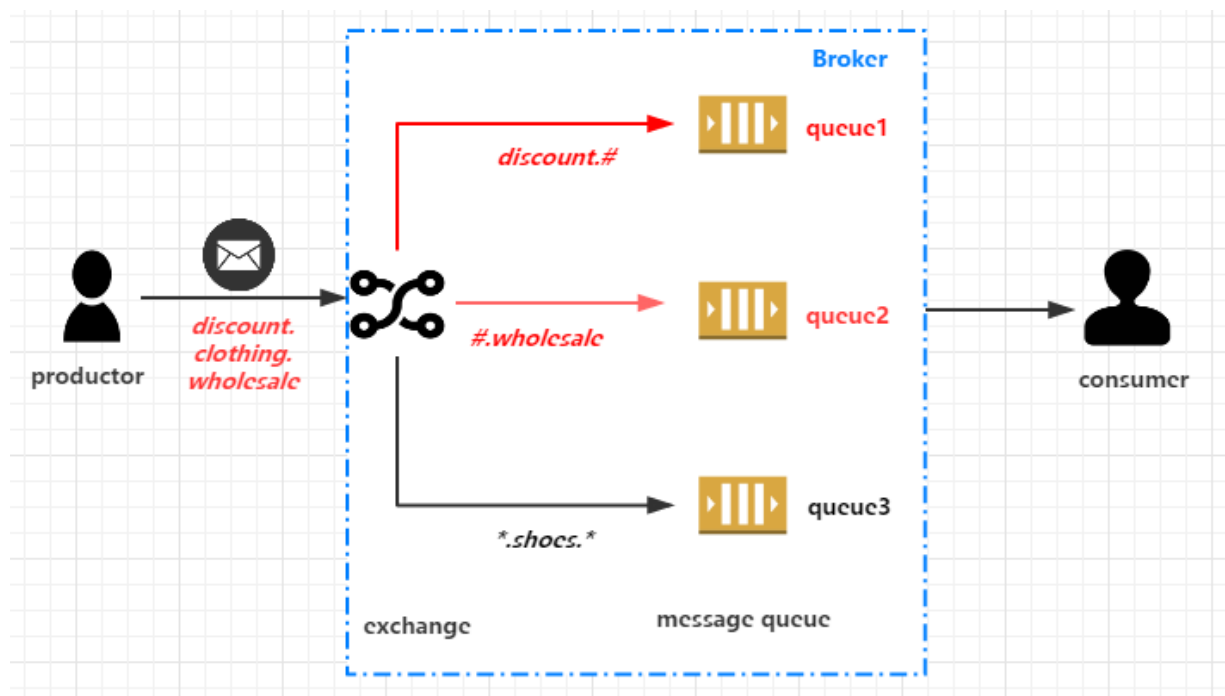 Broker
queue1
discount.#
discount.
clothing.
wholesale
#.wholesale
queue2
productor
consumer
queue3
*.shoes.*
exchange
message queue